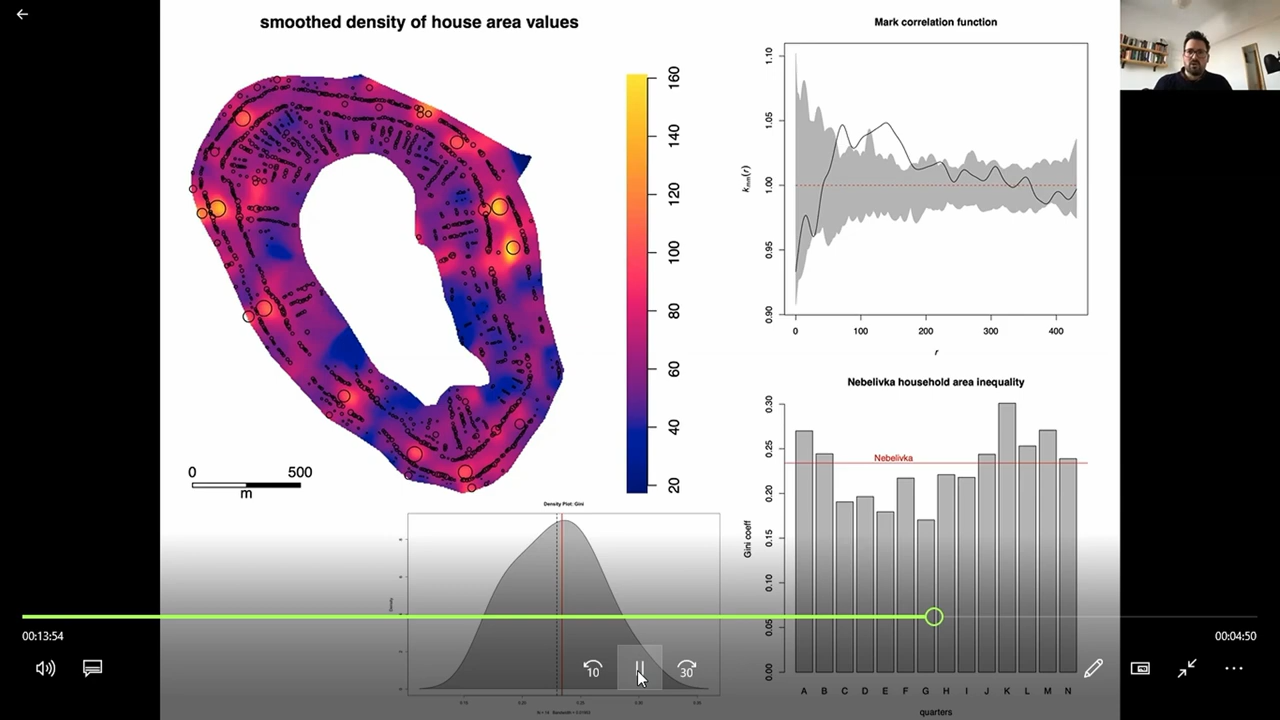 smoothed density of house area values
160
140
120
100
80
60
40
20
0 500
m
Mark correlation function
1.10
1.05
1.00
0.95
0.90
kmm(r)
0 100 200 300 400
r
Nebelivka household area inequality
0.30
0.25
0.20
0.15
0.10
0.05
0.00
Gini coeff
Nebelivka
A B C D E F G H I J K L M N
quarters
Density Plot: Gini
Density
00:13:54
00:04:50
10
30